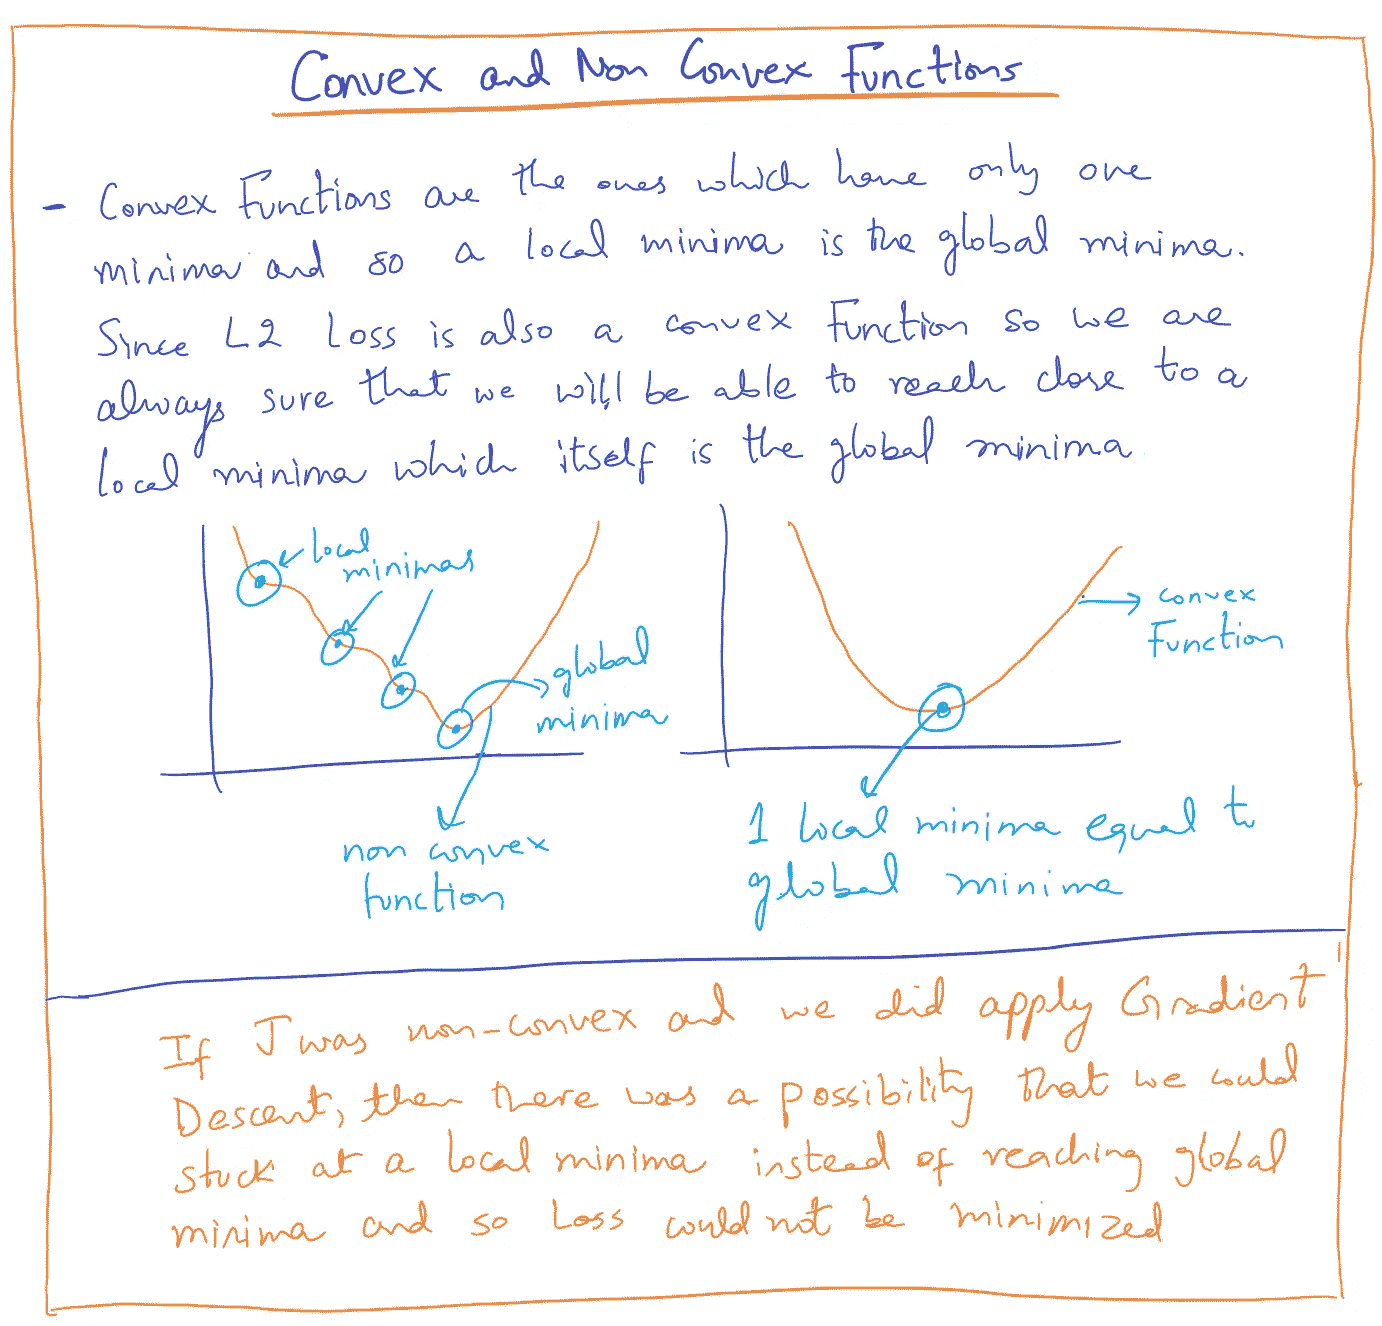 Convex and Non Convex Functions
- Convex Functions are the ones which have only one
minima and so a local minima is the global minima.
Since L2 Loss is also a convex Function so we are
always sure that we will be able to reach close to a
local minima which itself is the global minima
local
minimas
global
minima
non convex
function
convex
Function
1 local minima equal to
global minima
If J was non-convex and we did apply Gradient
Descent, then there was a possibility that we could
stuck at a local minima instead of reaching global
minima and so Loss could not be minimized